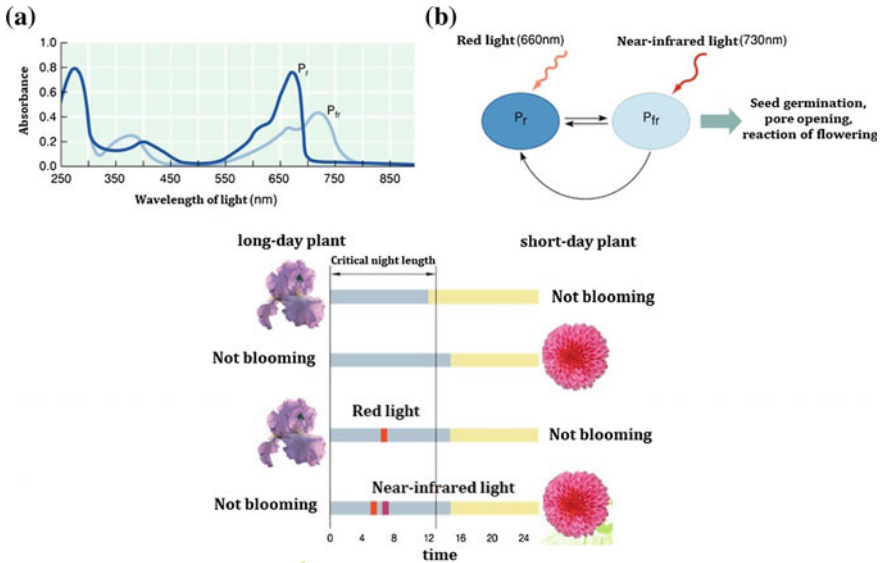 (a)
Absorbance
1.0
0.8
0.6
0.4
0.2
0.0
Pr
Pfr
250 350 450 550 650 750 850
Wavelength of light (nm)
(b)
Red light (660nm)
Near-infrared light (730nm)
Pr
Pfr
Seed germination,
pore opening,
reaction of flowering
long-day plant
short-day plant
Critical night length
Not blooming
Not blooming
Red light
Not blooming
Near-infrared light
Not blooming
0 4 8 12 16 20 24
time